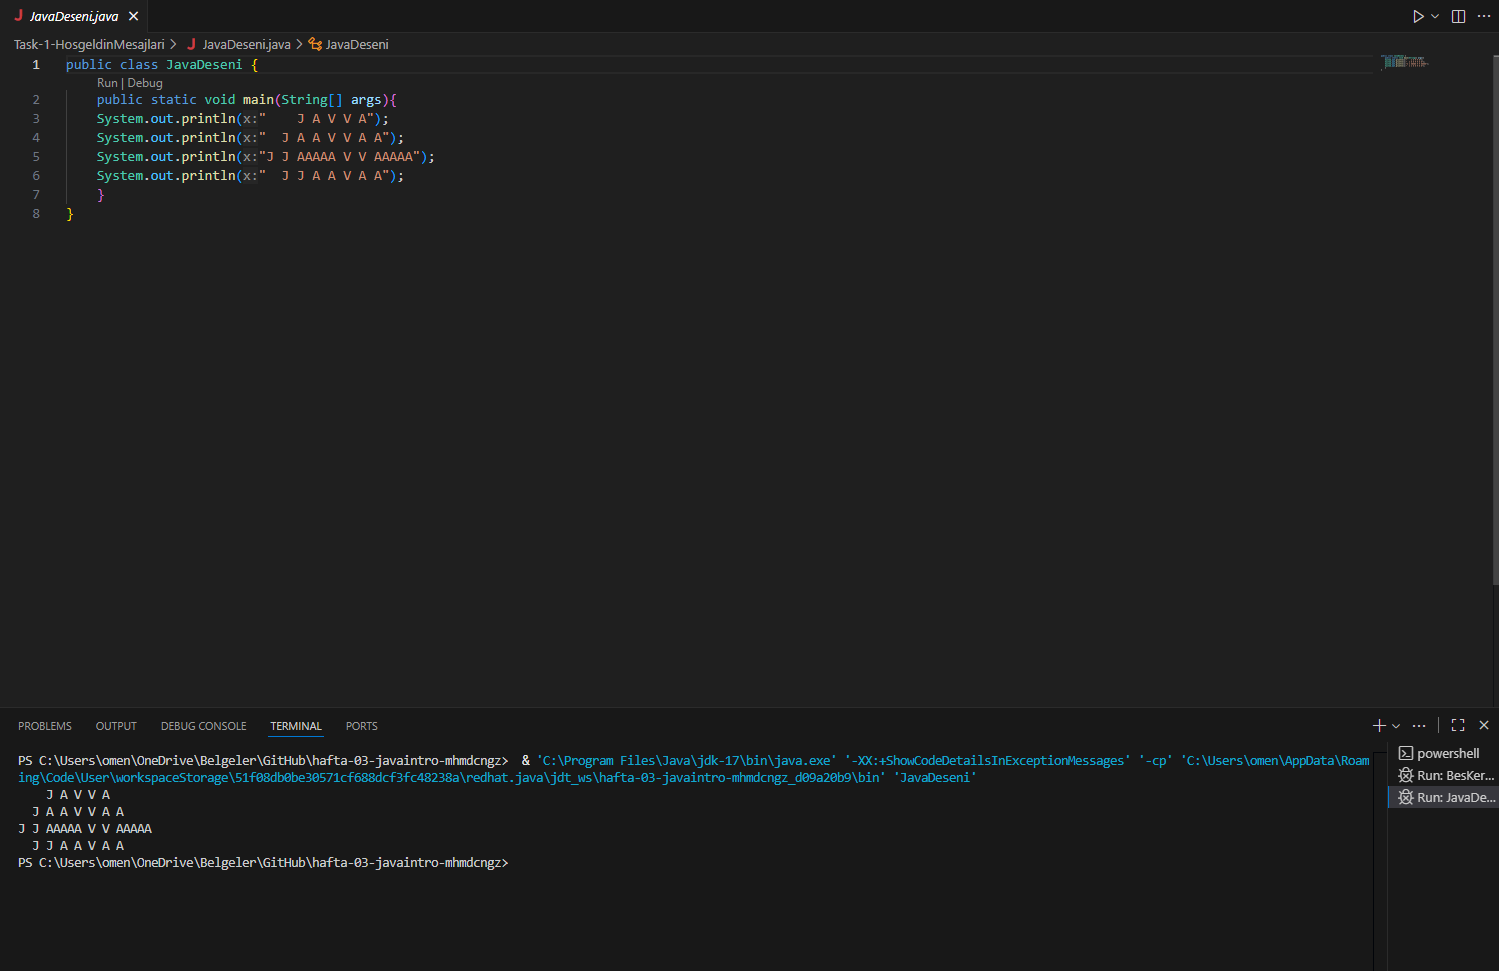 JavaDeseni.java
Task-1-HosgeldinMesajlari > JavaDeseni.java > JavaDeseni
1 public class JavaDeseni {
Run | Debug
2 public static void main(String[] args){
3 System.out.println(x:"    J A V V A");
4 System.out.println(x:"  J A A V V A A");
5 System.out.println(x:"J J AAAAA V V AAAAA");
6 System.out.println(x:"  J J A A V A A");
7 }
8 }
PROBLEMS OUTPUT DEBUG CONSOLE TERMINAL PORTS
PS C:\Users\omen\OneDrive\Belgeler\GitHub\hafta-03-javaintro-mhmdcngz>  & 'C:\Program Files\Java\jdk-17\bin\java.exe' '-XX:+ShowCodeDetailsInExceptionMessages' '-cp' 'C:\Users\omen\AppData\Roam
ing\Code\User\workspaceStorage\51f08db0be30571cf688dcf3fc48238a\redhat.java\jdt_ws\hafta-03-javaintro-mhmdcngz_d09a20b9\bin' 'JavaDeseni'
    J A V V A
  J A A V V A A
J J AAAAA V V AAAAA
  J J A A V A A
PS C:\Users\omen\OneDrive\Belgeler\GitHub\hafta-03-javaintro-mhmdcngz>
powershell
Run: BesKer...
Run: JavaDe...